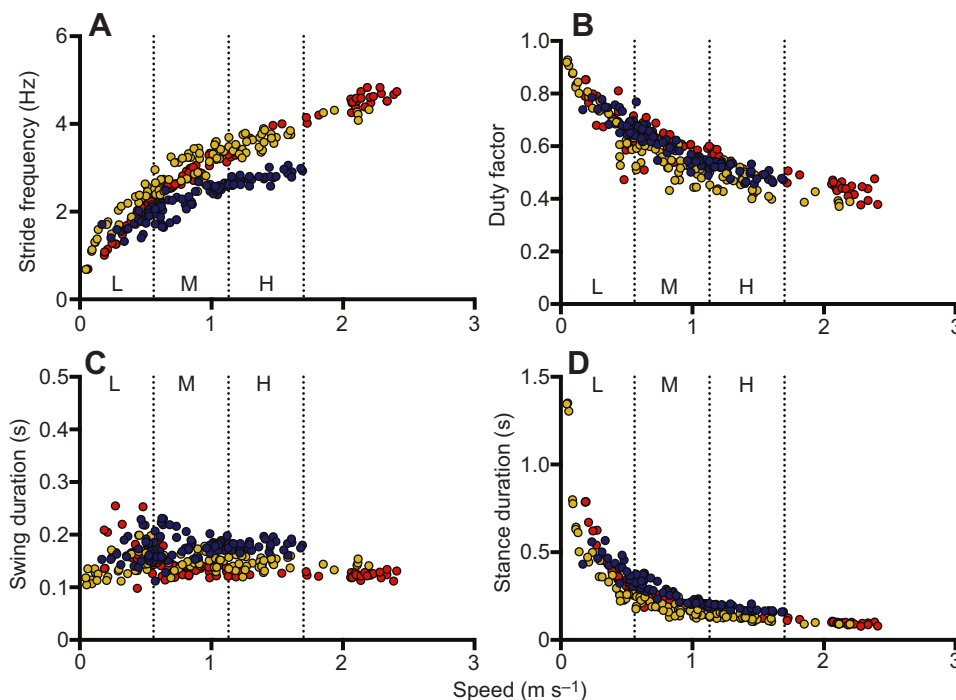 A
B
6
4
2
0
Stride frequency (Hz)
L M H
0 1 2 3
1.0
0.8
0.6
0.4
0.2
0
Duty factor
L M H
0 1 2 3
C
D
0.5
0.4
0.3
0.2
0.1
0
Swing duration (s)
L M H
0 1 2 3
1.5
1.0
0.5
0
Stance duration (s)
L M H
0 1 2 3
Speed (m s⁻¹)